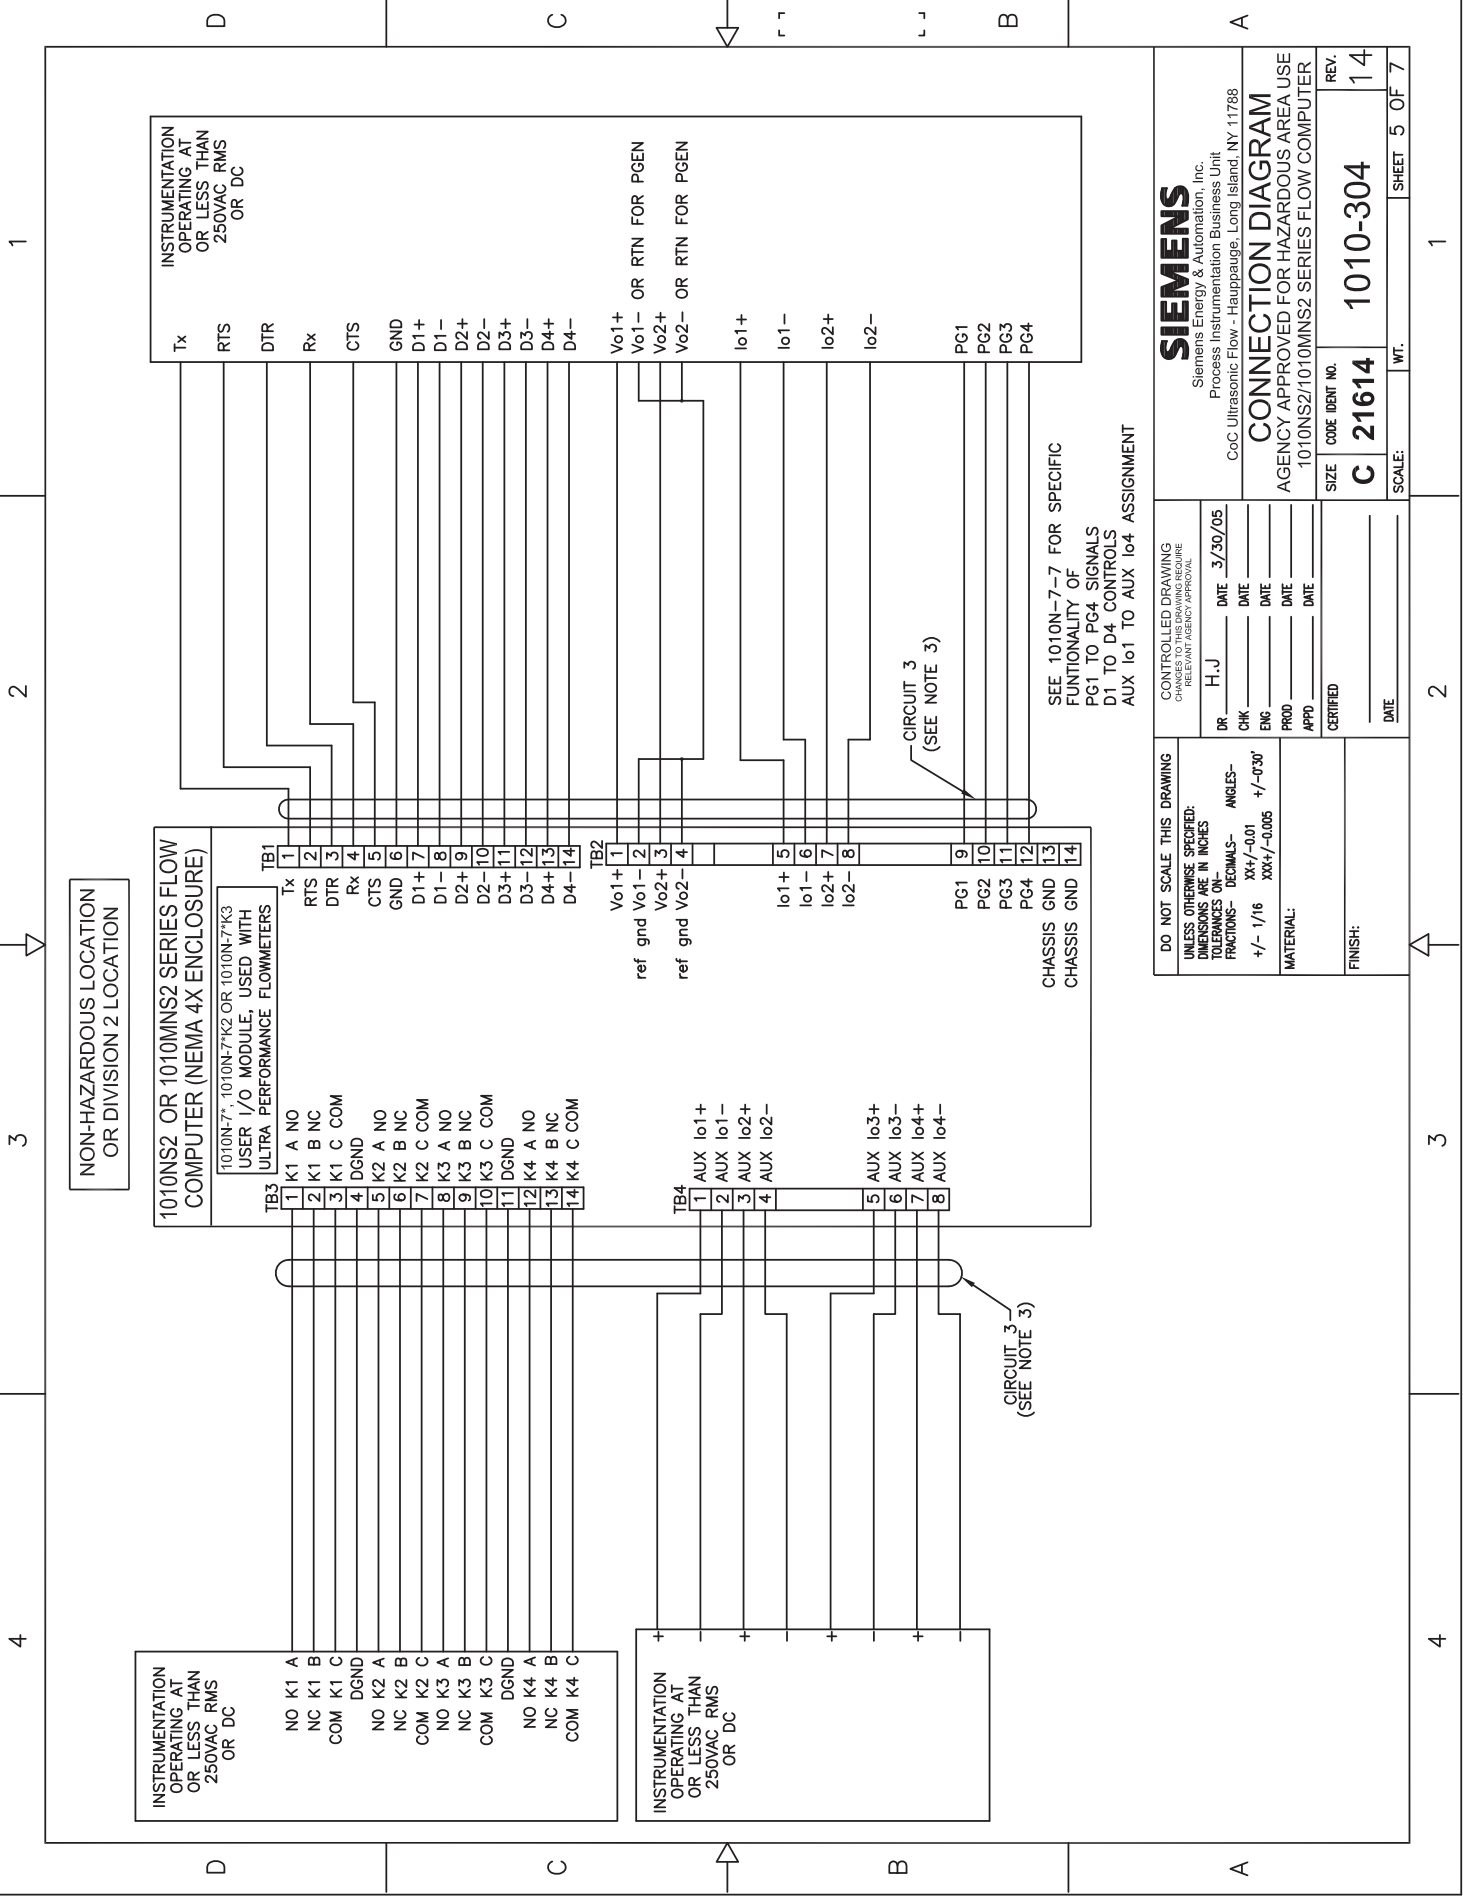 4
3
2
1
D
C
B
A
NON-HAZARDOUS LOCATION
OR DIVISION 2 LOCATION
INSTRUMENTATION
OPERATING AT
OR LESS THAN
250VAC RMS
OR DC
NO K1 A
NC K1 B
COM K1 C
DGND
NO K2 A
NC K2 B
COM K2 C
NO K3 A
NC K3 B
COM K3 C
DGND
NO K4 A
NC K4 B
COM K4 C
INSTRUMENTATION
OPERATING AT
OR LESS THAN
250VAC RMS
OR DC
+
−
+
−
+
−
+
−
CIRCUIT 3
(SEE NOTE 3)
1010NS2 OR 1010MNS2 SERIES FLOW
COMPUTER (NEMA 4X ENCLOSURE)
1010N-7*, 1010N-7*K2 OR 1010N-7*K3
USER I/O MODULE, USED WITH
ULTRA PERFORMANCE FLOWMETERS
TB3
1 K1 A NO
2 K1 B NC
3 K1 C COM
4 DGND
5 K2 A NO
6 K2 B NC
7 K2 C COM
8 K3 A NO
9 K3 B NC
10 K3 C COM
11 DGND
12 K4 A NO
13 K4 B NC
14 K4 C COM
TB4
1 AUX Io1+
2 AUX Io1−
3 AUX Io2+
4 AUX Io2−
5 AUX Io3+
6 AUX Io3−
7 AUX Io4+
8 AUX Io4−
TB1
Tx 1
RTS 2
DTR 3
Rx 4
CTS 5
GND 6
D1+ 7
D1− 8
D2+ 9
D2− 10
D3+ 11
D3− 12
D4+ 13
D4− 14
TB2
Vo1+ 1
ref gnd Vo1− 2
Vo2+ 3
ref gnd Vo2− 4
Io1+ 5
Io1− 6
Io2+ 7
Io2− 8
PG1 9
PG2 10
PG3 11
PG4 12
CHASSIS GND 13
CHASSIS GND 14
CIRCUIT 3
(SEE NOTE 3)
INSTRUMENTATION
OPERATING AT
OR LESS THAN
250VAC RMS
OR DC
Tx
RTS
DTR
Rx
CTS
GND
D1+
D1−
D2+
D2−
D3+
D3−
D4+
D4−
Vo1+
Vo1− OR RTN FOR PGEN
Vo2+
Vo2− OR RTN FOR PGEN
Io1+
Io1−
Io2+
Io2−
PG1
PG2
PG3
PG4
SEE 1010N−7−7 FOR SPECIFIC
FUNTIONALITY OF
PG1 TO PG4 SIGNALS
D1 TO D4 CONTROLS
AUX Io1 TO AUX Io4 ASSIGNMENT
DO NOT SCALE THIS DRAWING
UNLESS OTHERWISE SPECIFIED:
DIMENSIONS ARE IN INCHES
TOLERANCES ON−
FRACTIONS− DECIMALS− ANGLES−
+/− 1/16 XX+/−0.01 +/−0°30'
XXX+/−0.005
MATERIAL:
FINISH:
CONTROLLED DRAWING
CHANGES TO THIS DRAWING REQUIRE
RELEVANT AGENCY APPROVAL
DR H.J DATE 3/30/05
CHK DATE
ENG DATE
PROD DATE
APPD DATE
CERTIFIED
DATE
SIEMENS
Siemens Energy & Automation, Inc.
Process Instrumentation Business Unit
CoC Ultrasonic Flow - Hauppauge, Long Island, NY 11788
CONNECTION DIAGRAM
AGENCY APPROVED FOR HAZARDOUS AREA USE
1010NS2/1010MNS2 SERIES FLOW COMPUTER
SIZE
C
CODE IDENT NO.
21614
1010-304
REV.
14
SCALE:
WT.
SHEET 5 OF 7
D
C
B
A
4
3
2
1